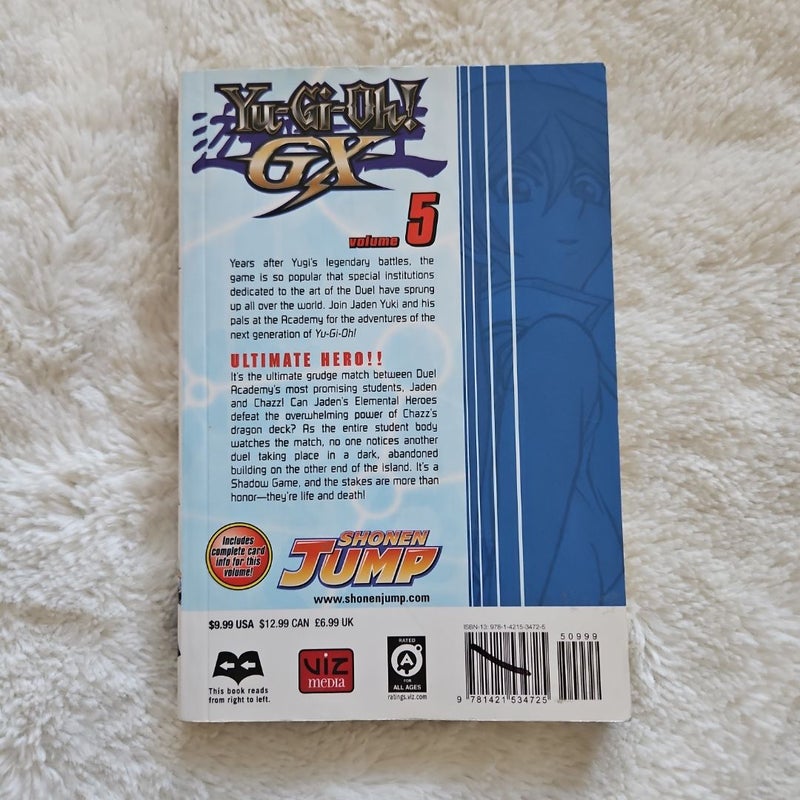 Yu-Gi-Oh!
GX
volume 5
Years after Yugi's legendary battles, the
game is so popular that special institutions
dedicated to the art of the Duel have sprung
up all over the world. Join Jaden Yuki and his
pals at the Academy for the adventures of the
next generation of Yu-Gi-Oh!
ULTIMATE HERO!!
It's the ultimate grudge match between Duel
Academy's most promising students, Jaden
and Chazz! Can Jaden's Elemental Heroes
defeat the overwhelming power of Chazz's
dragon deck? As the entire student body
watches the match, no one notices another
duel taking place in a dark, abandoned
building on the other end of the island. It's a
Shadow Game, and the stakes are more than
honor—they're life and death!
Includes
complete card
info for this
volume!
SHONEN
JUMP
www.shonenjump.com
$9.99 USA $12.99 CAN £6.99 UK
This book reads
from right to left.
VIZ
MEDIA
RATED
A
FOR
ALL AGES
ratings.viz.com
ISBN-13: 978-1-4215-3472-5
50999
9 781421 534725